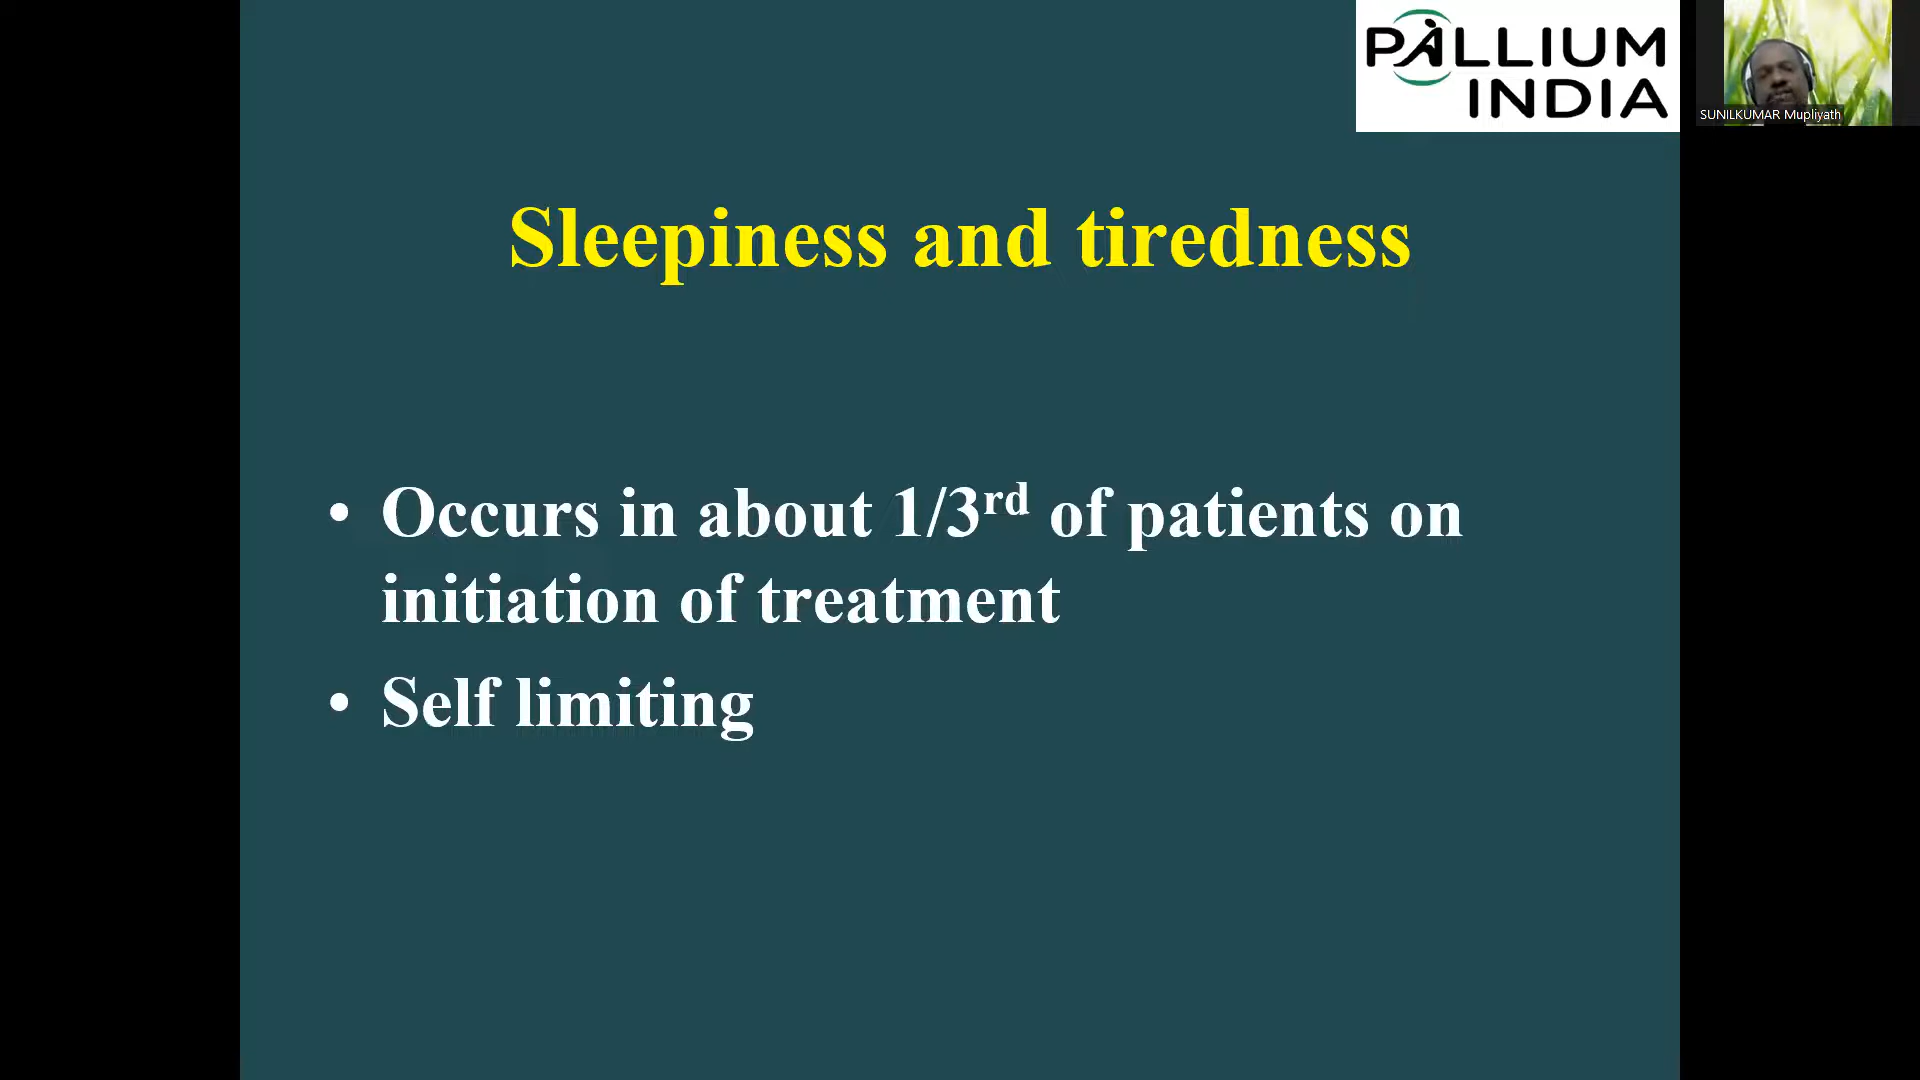 PALLIUM
INDIA
SUNILKUMAR Mupliyath
Sleepiness and tiredness
• Occurs in about 1/3rd of patients on
initiation of treatment
• Self limiting